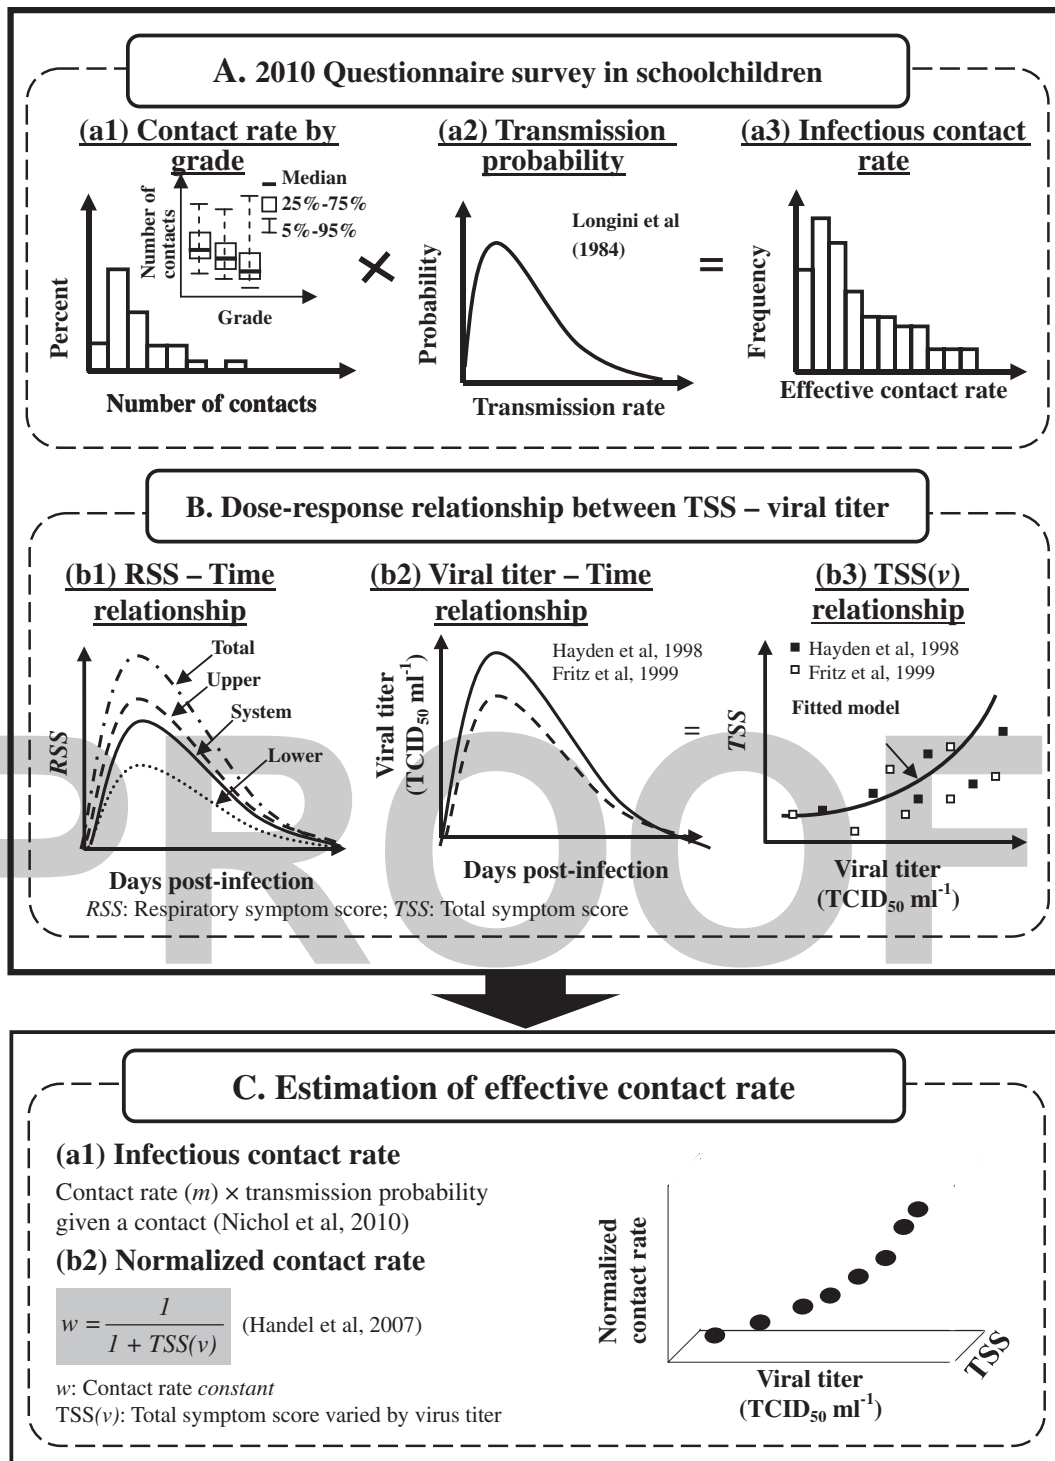 A. 2010 Questionnaire survey in schoolchildren
(a1) Contact rate by
grade
Number of
contacts
Median
25%-75%
5%-95%
Grade
Percent
Number of contacts
×
(a2) Transmission
probability
Longini et al
(1984)
Probability
Transmission rate
=
(a3) Infectious contact
rate
Frequency
Effective contact rate
B. Dose-response relationship between TSS – viral titer
(b1) RSS – Time
relationship
Total
Upper
System
Lower
RSS
Days post-infection
(b2) Viral titer – Time
relationship
Hayden et al, 1998
Fritz et al, 1999
Viral titer
(TCID50 ml-1)
Days post-infection
=
(b3) TSS(v)
relationship
Hayden et al, 1998
Fritz et al, 1999
Fitted model
TSS
Viral titer
(TCID50 ml-1)
RSS: Respiratory symptom score; TSS: Total symptom score
PROOF
C. Estimation of effective contact rate
(a1) Infectious contact rate
Contact rate (m) × transmission probability
given a contact (Nichol et al, 2010)
(b2) Normalized contact rate
w = 1 / 1 + TSS(v) (Handel et al, 2007)
w: Contact rate constant
TSS(v): Total symptom score varied by virus titer
Normalized
contact rate
Viral titer
(TCID50 ml-1)
TSS